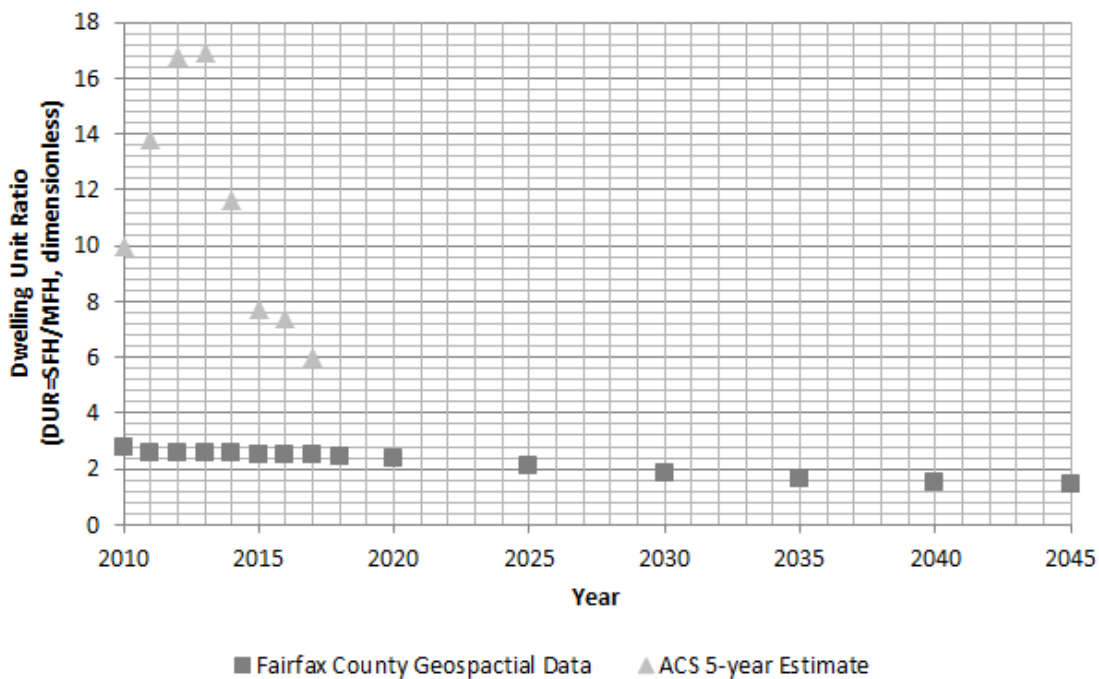 18
16
14
12
10
8
6
4
2
0
Dwelling Unit Ratio
(DUR=SFH/MFH, dimensionless)
2010 2015 2020 2025 2030 2035 2040 2045
Year
Fairfax County Geospactial Data ACS 5-year Estimate